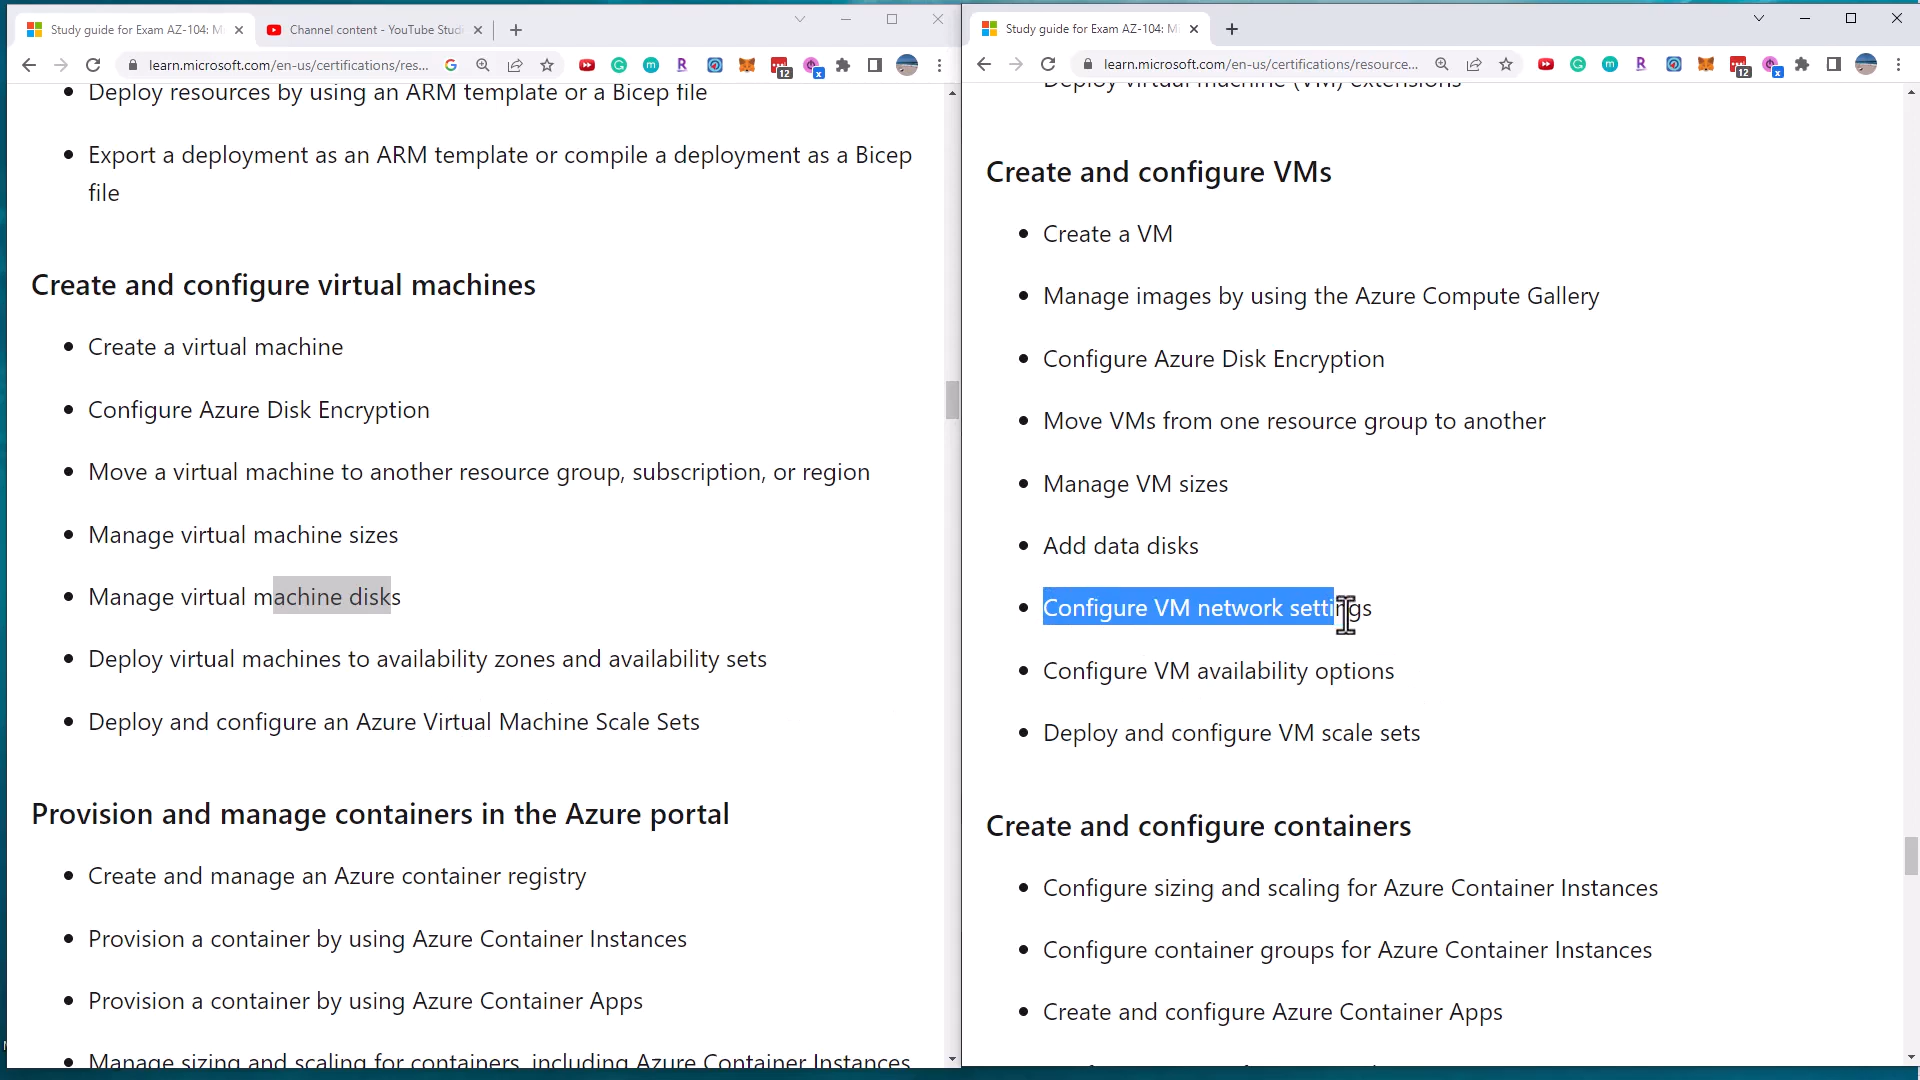 Study guide for Exam AZ-104: Mi
Channel content - YouTube Stud
learn.microsoft.com/en-us/certifications/res...
12
Deploy resources by using an ARM template or a Bicep file
Export a deployment as an ARM template or compile a deployment as a Bicep
file
Create and configure virtual machines
Create a virtual machine
Configure Azure Disk Encryption
Move a virtual machine to another resource group, subscription, or region
Manage virtual machine sizes
Manage virtual machine disks
Deploy virtual machines to availability zones and availability sets
Deploy and configure an Azure Virtual Machine Scale Sets
Provision and manage containers in the Azure portal
Create and manage an Azure container registry
Provision a container by using Azure Container Instances
Provision a container by using Azure Container Apps
Manage sizing and scaling for containers, including Azure Container Instances
Study guide for Exam AZ-104: Mi
learn.microsoft.com/en-us/certifications/resource...
12
Deploy virtual machine (VM) extensions
Create and configure VMs
Create a VM
Manage images by using the Azure Compute Gallery
Configure Azure Disk Encryption
Move VMs from one resource group to another
Manage VM sizes
Add data disks
Configure VM network settings
Configure VM availability options
Deploy and configure VM scale sets
Create and configure containers
Configure sizing and scaling for Azure Container Instances
Configure container groups for Azure Container Instances
Create and configure Azure Container Apps